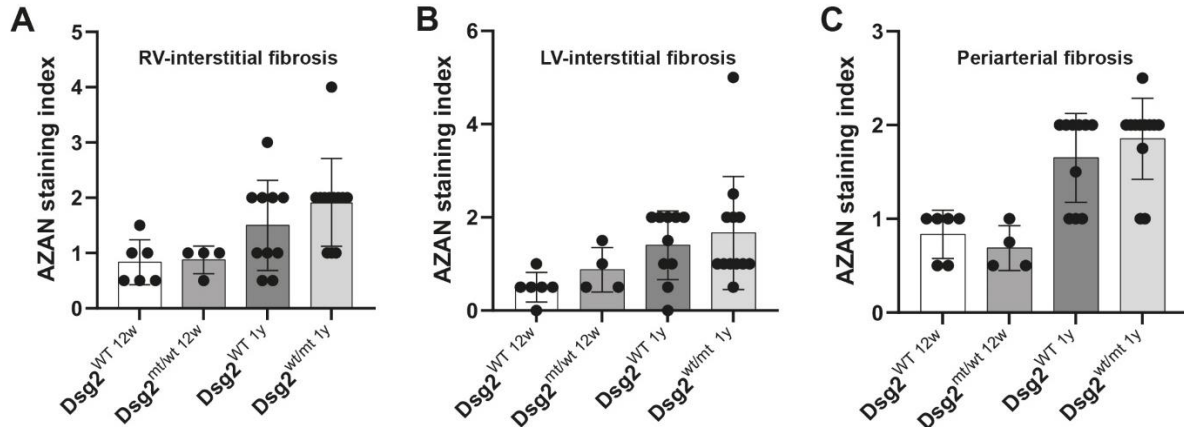 A
RV-interstitial fibrosis
AZAN staining index
5
4
3
2
1
0
Dsg2WT 12w
Dsg2mt/wt 12w
Dsg2WT 1y
Dsg2wt/mt 1y
B
LV-interstitial fibrosis
AZAN staining index
6
4
2
0
Dsg2WT 12w
Dsg2mt/wt 12w
Dsg2WT 1y
Dsg2wt/mt 1y
C
Periarterial fibrosis
AZAN staining index
3
2
1
0
Dsg2WT 12w
Dsg2mt/wt 12w
Dsg2WT 1y
Dsg2wt/mt 1y